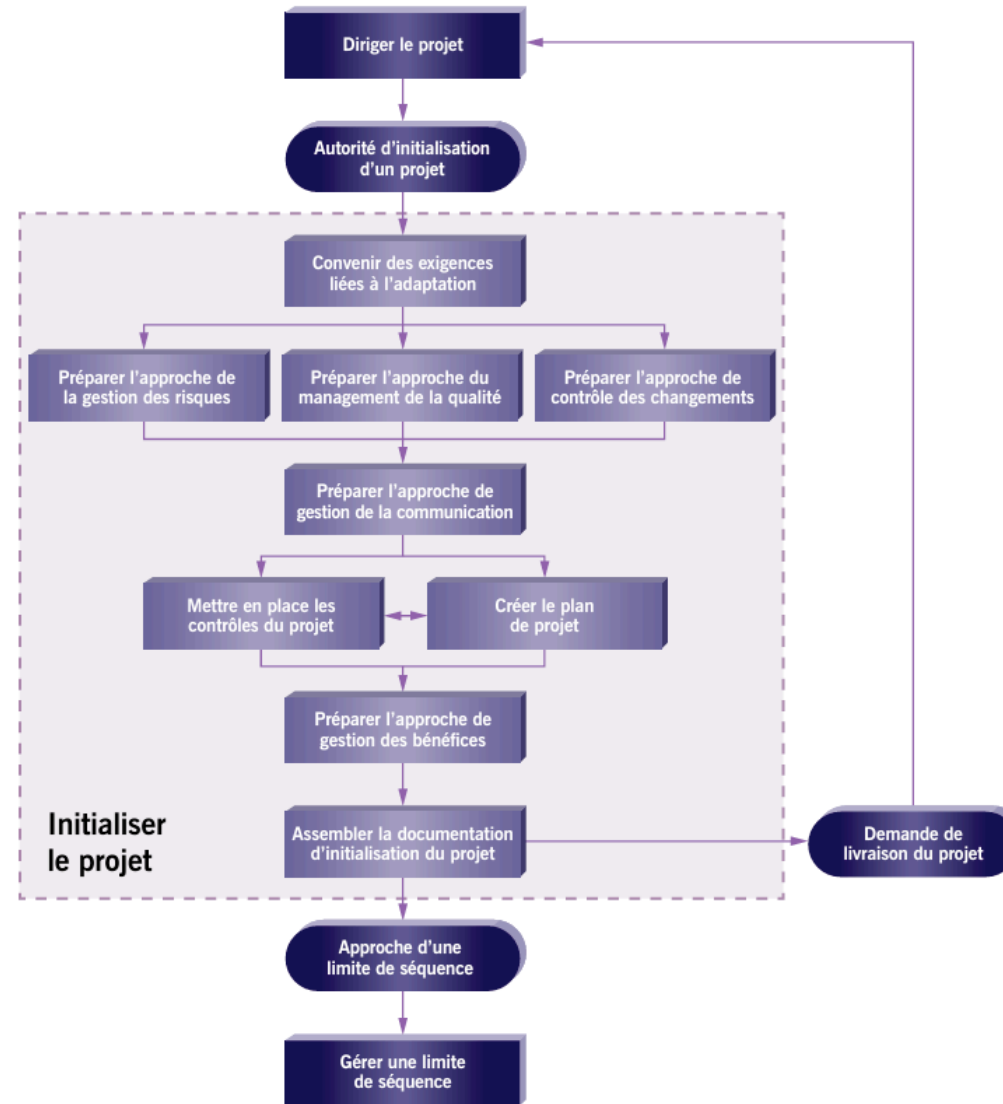 Diriger le projet
Autorité d'initialisation
d'un projet
Convenir des exigences
liées à l'adaptation
Préparer l'approche de
la gestion des risques
Préparer l'approche du
management de la qualité
Préparer l'approche de
contrôle des changements
Préparer l'approche de
gestion de la communication
Mettre en place les
contrôles du projet
Créer le plan
de projet
Préparer l'approche de
gestion des bénéfices
Initialiser
le projet
Assembler la documentation
d'initialisation du projet
Demande de
livraison du projet
Approche d'une
limite de séquence
Gérer une limite
de séquence